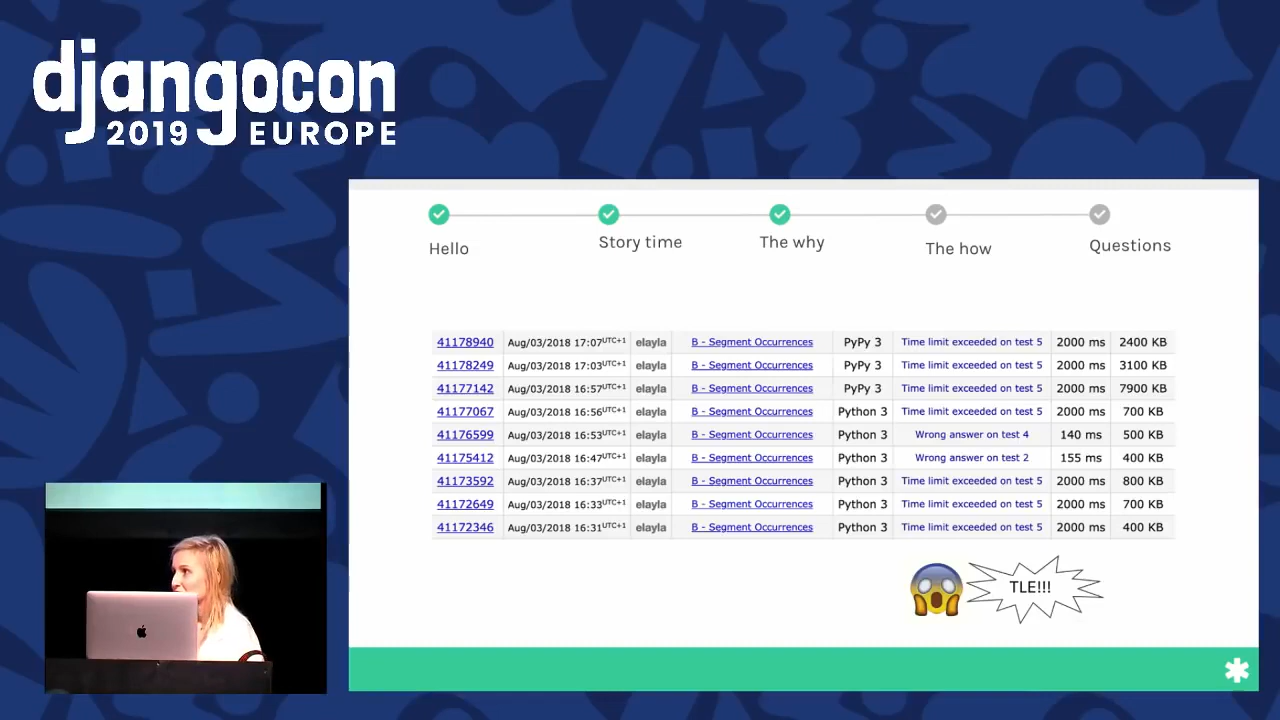 djangocon
2019 EUROPE
Hello
Story time
The why
The how
Questions
41178940 Aug/03/2018 17:07UTC+1 elayla B - Segment Occurrences PyPy 3 Time limit exceeded on test 5 2000 ms 2400 KB
41178249 Aug/03/2018 17:03UTC+1 elayla B - Segment Occurrences PyPy 3 Time limit exceeded on test 5 2000 ms 3100 KB
41177142 Aug/03/2018 16:57UTC+1 elayla B - Segment Occurrences PyPy 3 Time limit exceeded on test 5 2000 ms 7900 KB
41177067 Aug/03/2018 16:56UTC+1 elayla B - Segment Occurrences Python 3 Time limit exceeded on test 5 2000 ms 700 KB
41176599 Aug/03/2018 16:53UTC+1 elayla B - Segment Occurrences Python 3 Wrong answer on test 4 140 ms 500 KB
41175412 Aug/03/2018 16:47UTC+1 elayla B - Segment Occurrences Python 3 Wrong answer on test 2 155 ms 400 KB
41173592 Aug/03/2018 16:37UTC+1 elayla B - Segment Occurrences Python 3 Time limit exceeded on test 5 2000 ms 800 KB
41172649 Aug/03/2018 16:33UTC+1 elayla B - Segment Occurrences Python 3 Time limit exceeded on test 5 2000 ms 700 KB
41172346 Aug/03/2018 16:31UTC+1 elayla B - Segment Occurrences Python 3 Time limit exceeded on test 5 2000 ms 400 KB
TLE!!!